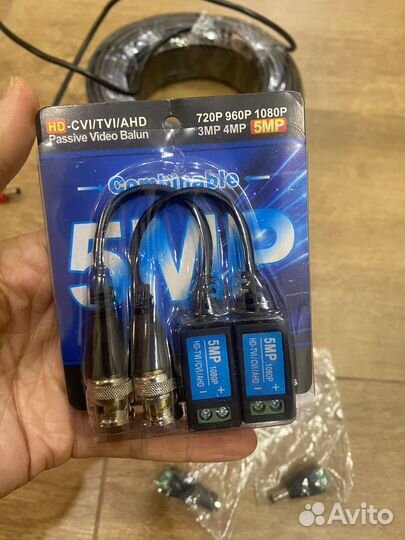 HD-CVI/TVI/AHD
Passive Video Balun
720P 960P 1080P
3MP 4MP 5MP
Combinable
5MP
5MP 1080P
HD-TVI/CVI/AHD
+
-
5MP 1080P
HD-TVI/CVI/AHD
+
-
Avito